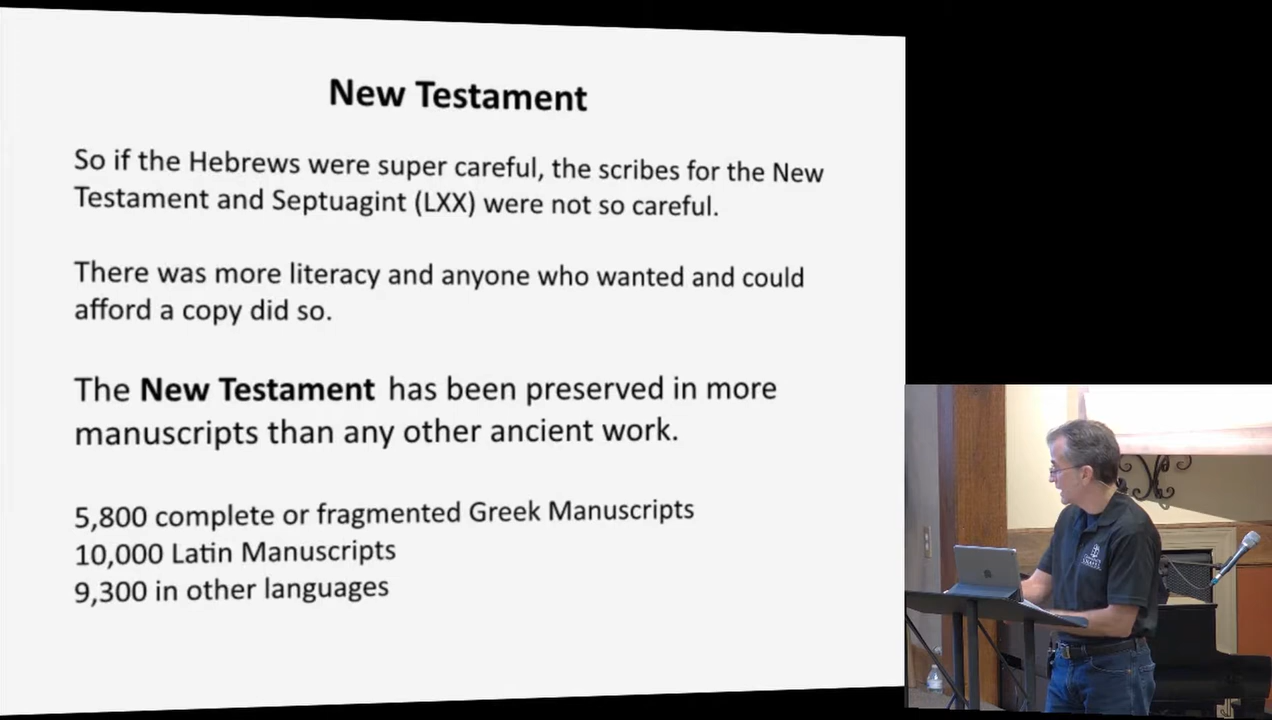 New Testament
So if the Hebrews were super careful, the scribes for the New
Testament and Septuagint (LXX) were not so careful.
There was more literacy and anyone who wanted and could
afford a copy did so.
The New Testament has been preserved in more
manuscripts than any other ancient work.
5,800 complete or fragmented Greek Manuscripts
10,000 Latin Manuscripts
9,300 in other languages